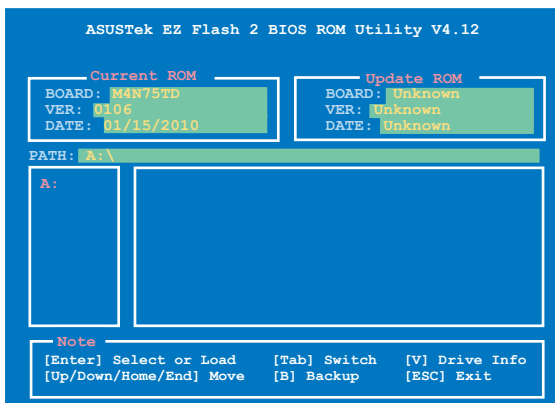 ASUSTek EZ Flash 2 BIOS ROM Utility V4.12
Current ROM
BOARD: M4N75TD
VER: 0106
DATE: 01/15/2010
Update ROM
BOARD: Unknown
VER: Unknown
DATE: Unknown
PATH: A:\
A:
Note
[Enter] Select or Load [Tab] Switch [V] Drive Info
[Up/Down/Home/End] Move [B] Backup [ESC] Exit